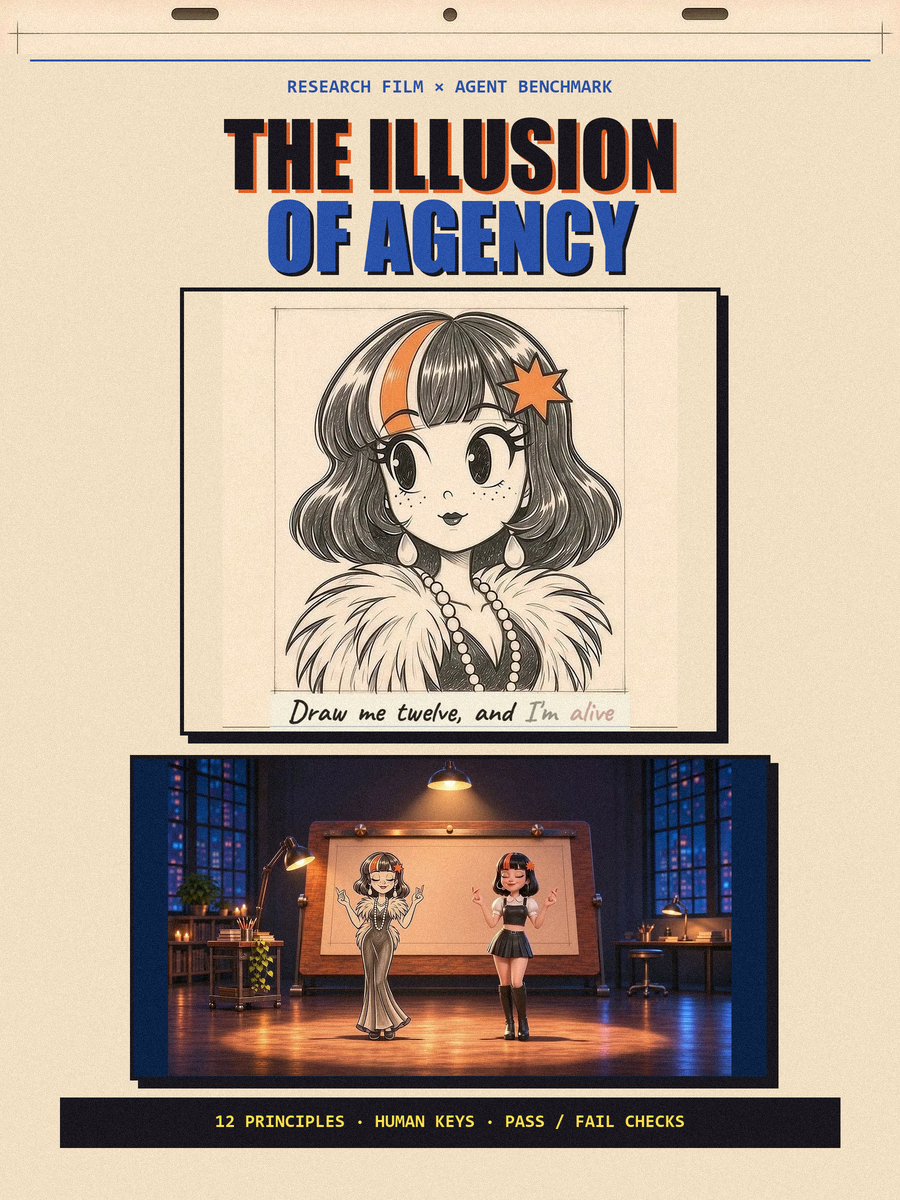 RESEARCH FILM × AGENT BENCHMARK
THE ILLUSION
OF AGENCY
Draw me twelve, and I'm alive
12 PRINCIPLES · HUMAN KEYS · PASS / FAIL CHECKS